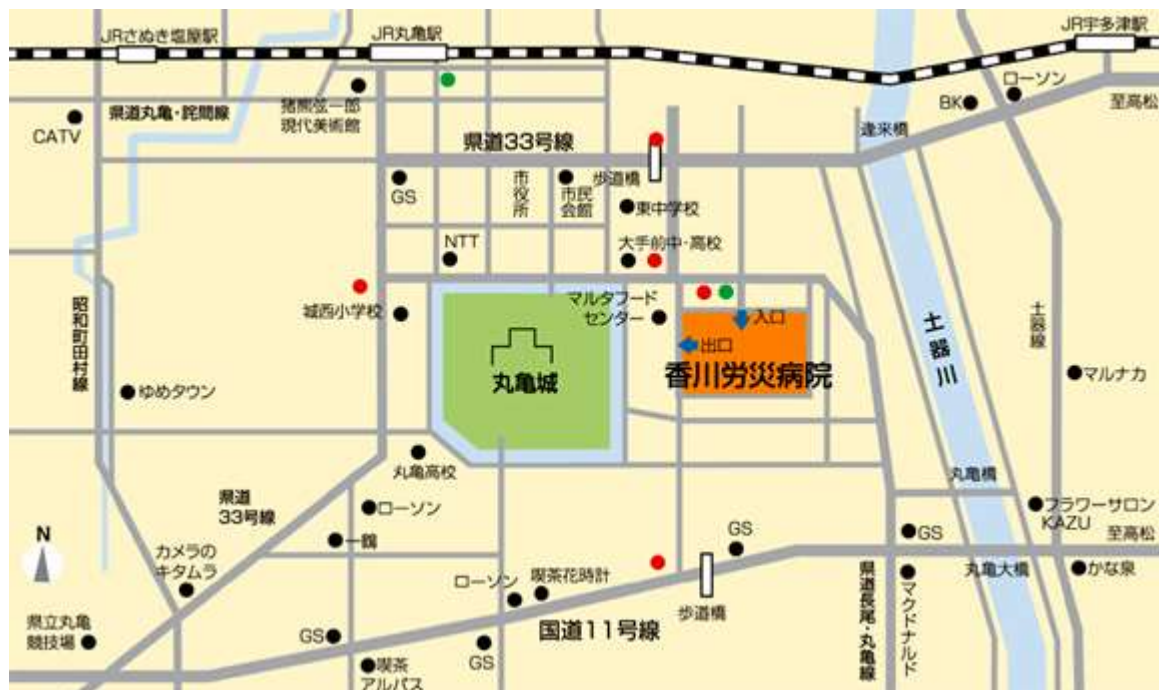 JRさぬき塩屋駅
JR丸亀駅
JR宇多津駅
CATV
県道丸亀・詫間線
猪熊弦一郎
現代美術館
県道33号線
BK
ローソン
至高松
蓬来橋
GS
市役所
市民
会館
歩道橋
東中学校
NTT
大手前中・高校
城西小学校
マルタフード
センター
入口
出口
香川労災病院
丸亀城
昭和町田村線
ゆめタウン
土器川
土器線
マルナカ
丸亀高校
県道
33号線
ローソン
一鶴
丸亀橋
フラワーサロン
KAZU
至高松
GS
GS
N
カメラの
キタムラ
ローソン
喫茶花時計
丸亀大橋
かな泉
県立丸亀
競技場
GS
喫茶
アルパス
GS
国道11号線
歩道橋
県道長尾・丸亀線
マクドナルド